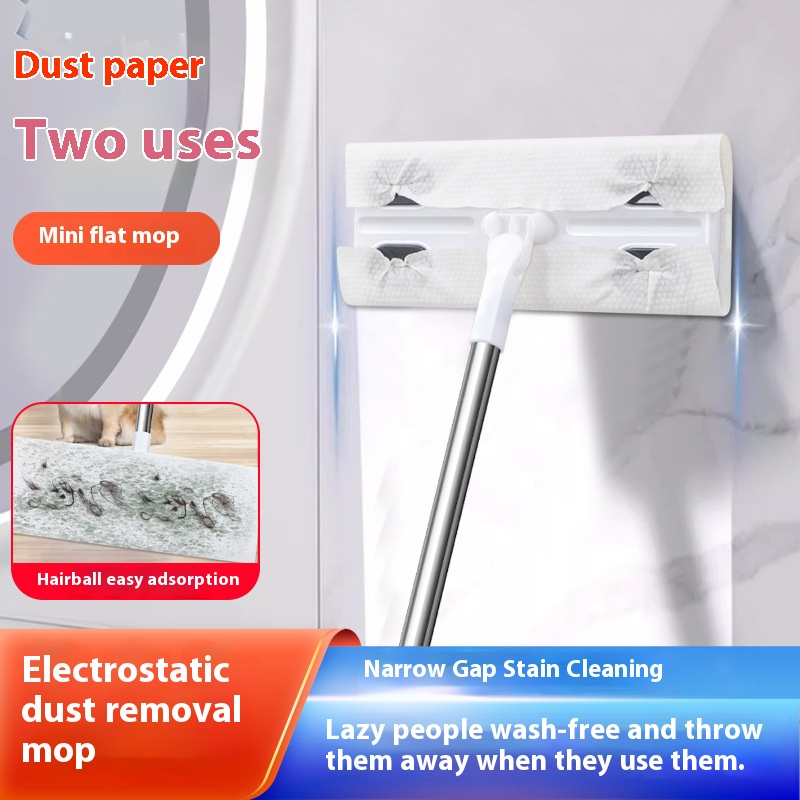 Dust paper
Two uses
Mini flat mop
Hairball easy adsorption
Electrostatic
dust removal
mop
Narrow Gap Stain Cleaning
Lazy people wash-free and throw
them away when they use them.